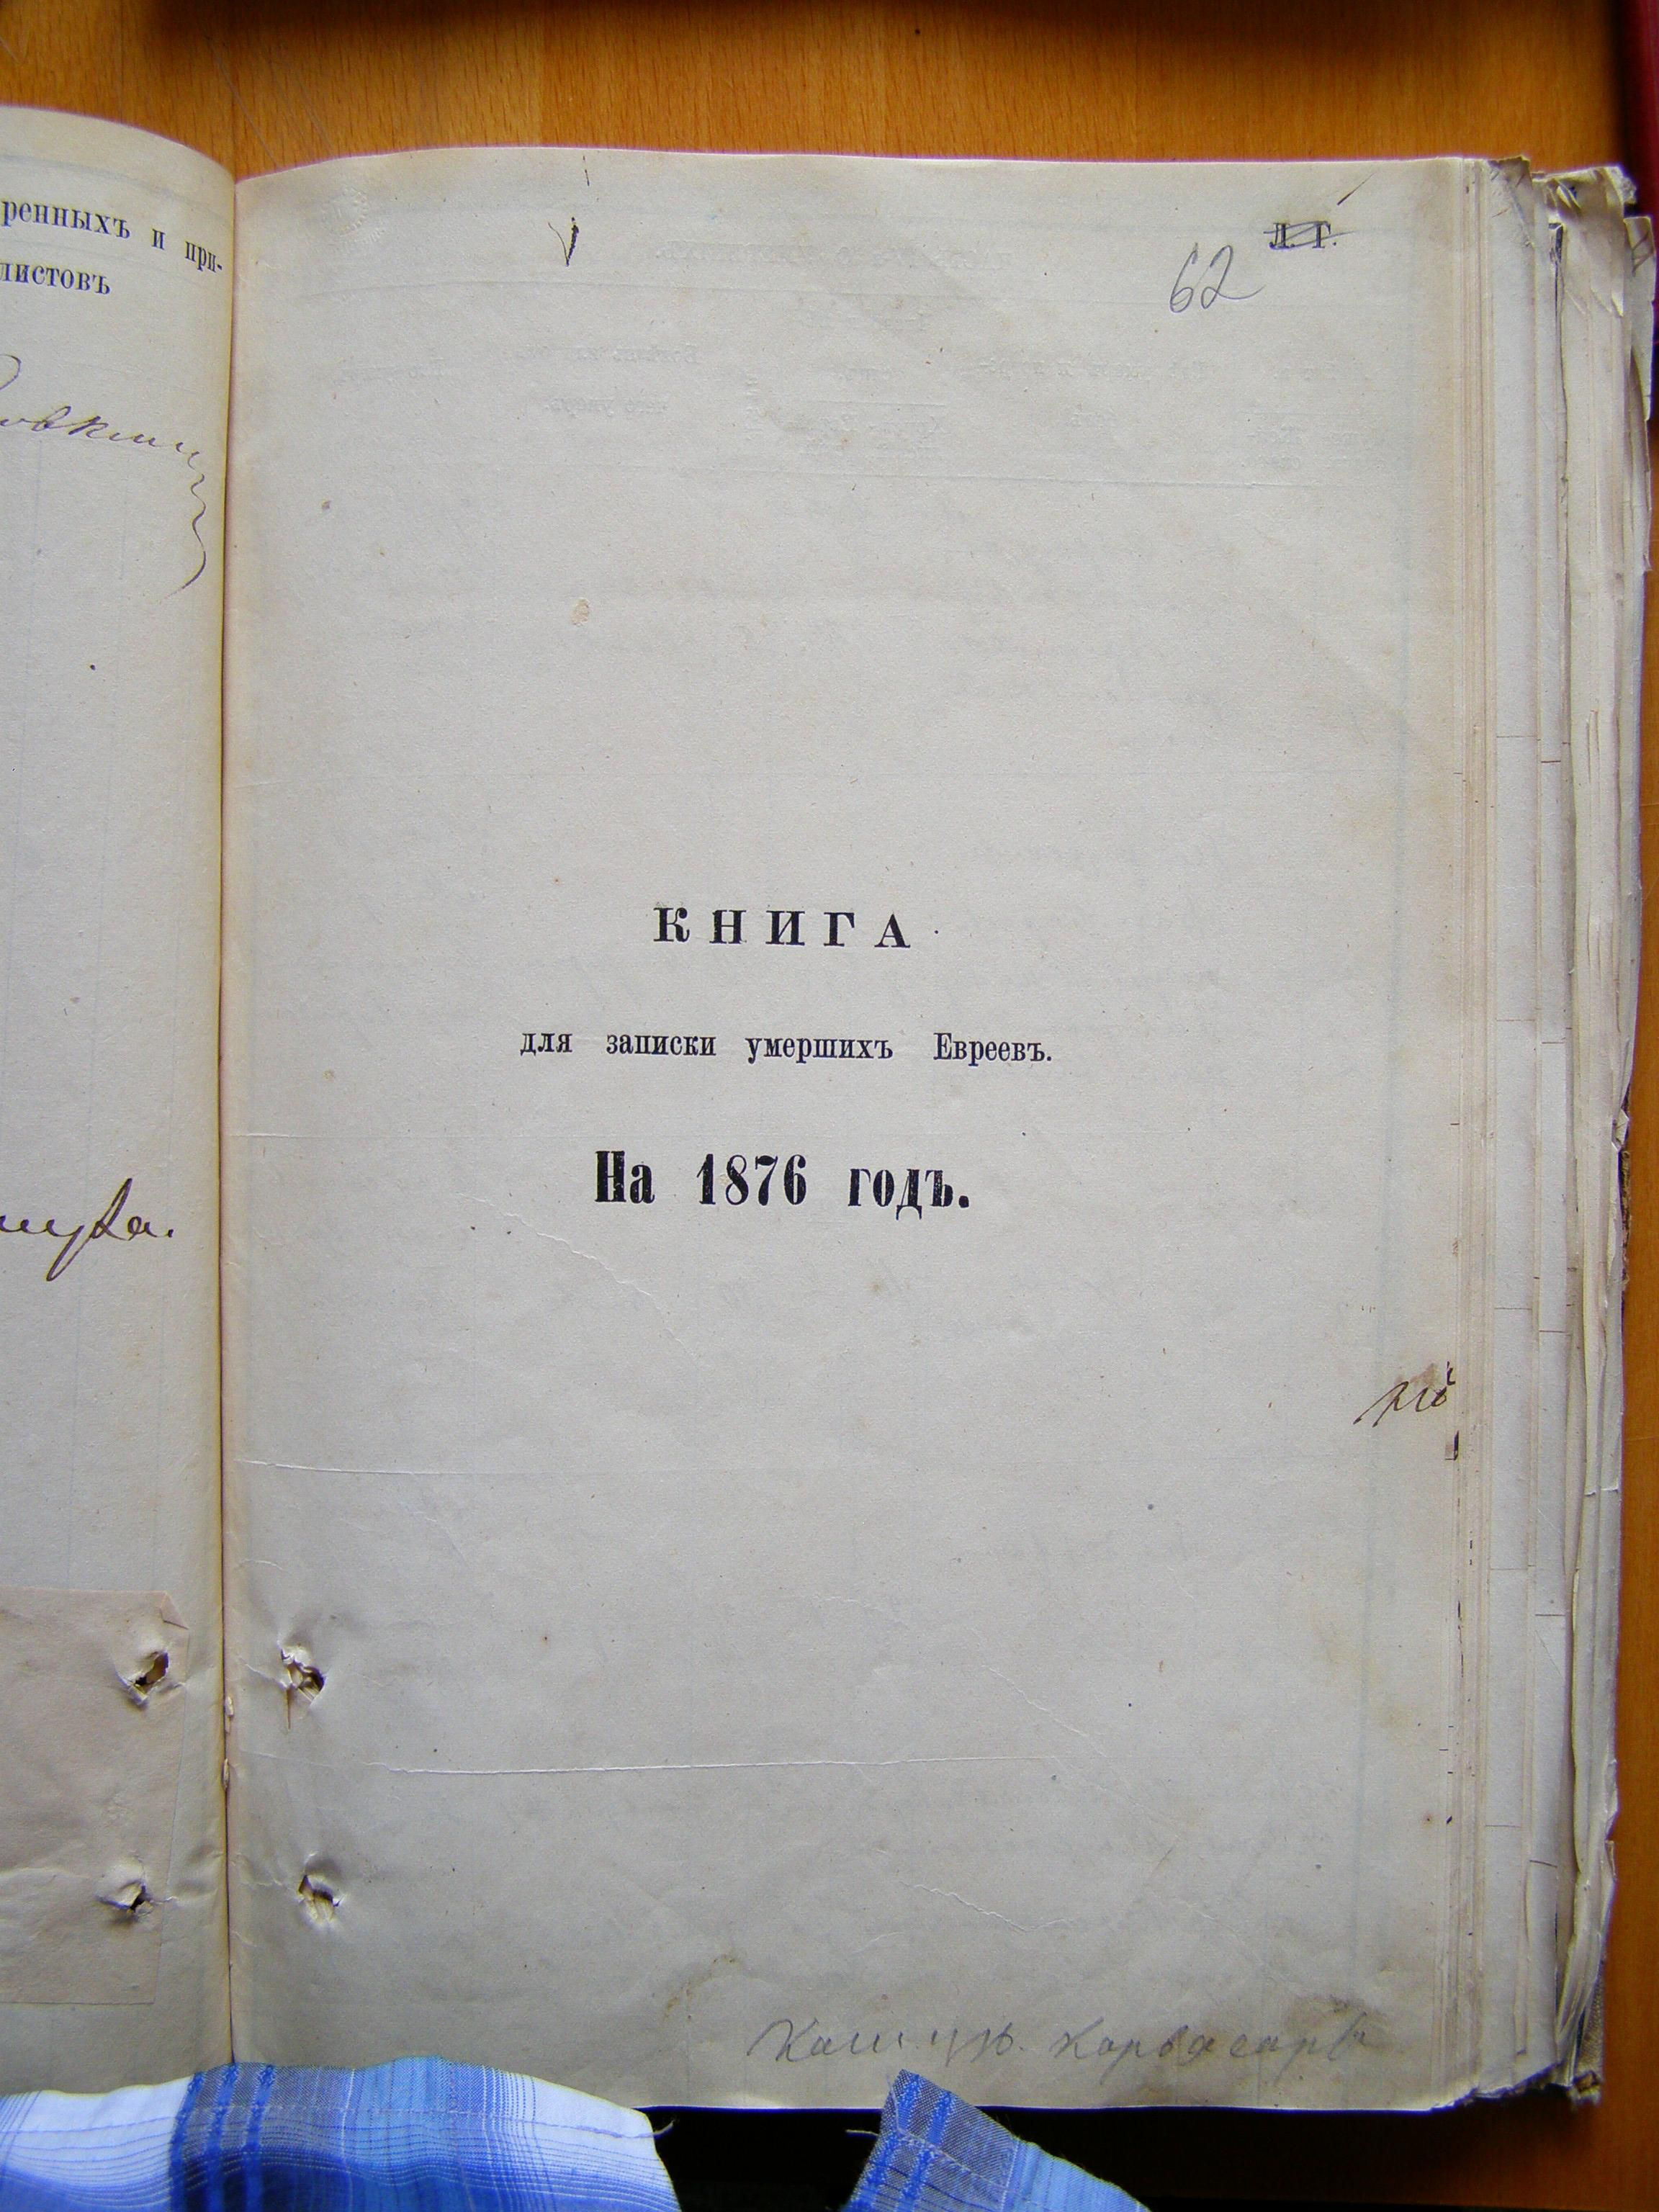 ренныхъ и при-
листовъ
Л. Г.
62
КНИГА
для записки умершихъ Евреевъ.
На 1876 годъ.